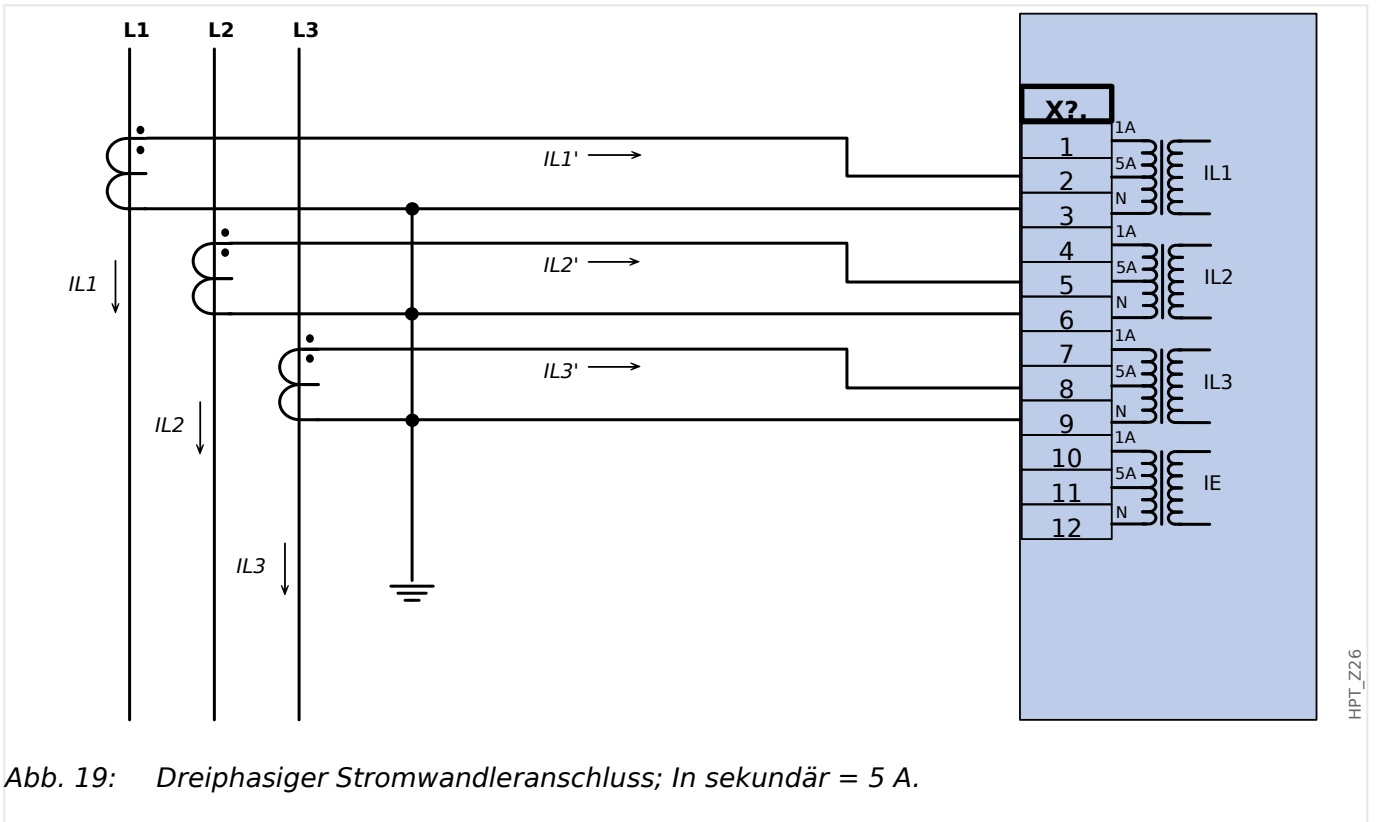 L1 L2 L3
X?.
1 1A
2 5A IL1
3 N
4 1A
5 5A IL2
6 N
7 1A
8 5A IL3
9 N
10 1A
11 5A IE
12 N
IL1'
IL2'
IL1
IL3'
IL2
IL3
HPT_Z26
Abb. 19: Dreiphasiger Stromwandleranschluss; In sekundär = 5 A.